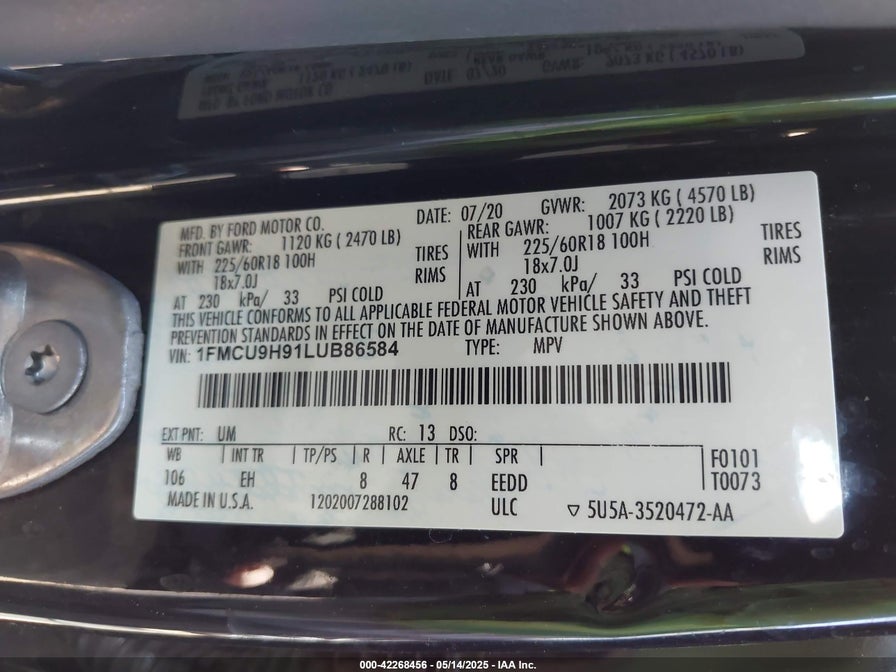 MFD. BY FORD MOTOR CO. DATE: 07/20 GVWR: 2073 KG ( 4570 LB)
FRONT GAWR: 1120 KG ( 2470 LB) REAR GAWR: 1007 KG ( 2220 LB)
WITH 225/60R18 100H TIRES WITH 225/60R18 100H TIRES
18x7.0J RIMS 18x7.0J RIMS
AT 230 kPa/ 33 PSI COLD AT 230 kPa/ 33 PSI COLD
THIS VEHICLE CONFORMS TO ALL APPLICABLE FEDERAL MOTOR VEHICLE SAFETY AND THEFT
PREVENTION STANDARDS IN EFFECT ON THE DATE OF MANUFACTURE SHOWN ABOVE.
VIN: 1FMCU9H91LUB86584 TYPE: MPV
EXT PNT: UM RC: 13 DSO:
WB INT TR TP/PS R AXLE TR SPR F0101
106 EH 8 47 8 EEDD T0073
MADE IN U.S.A. 1202007288102 ULC ▽ 5U5A-3520472-AA
000-42268456 - 05/14/2025 - IAA Inc.